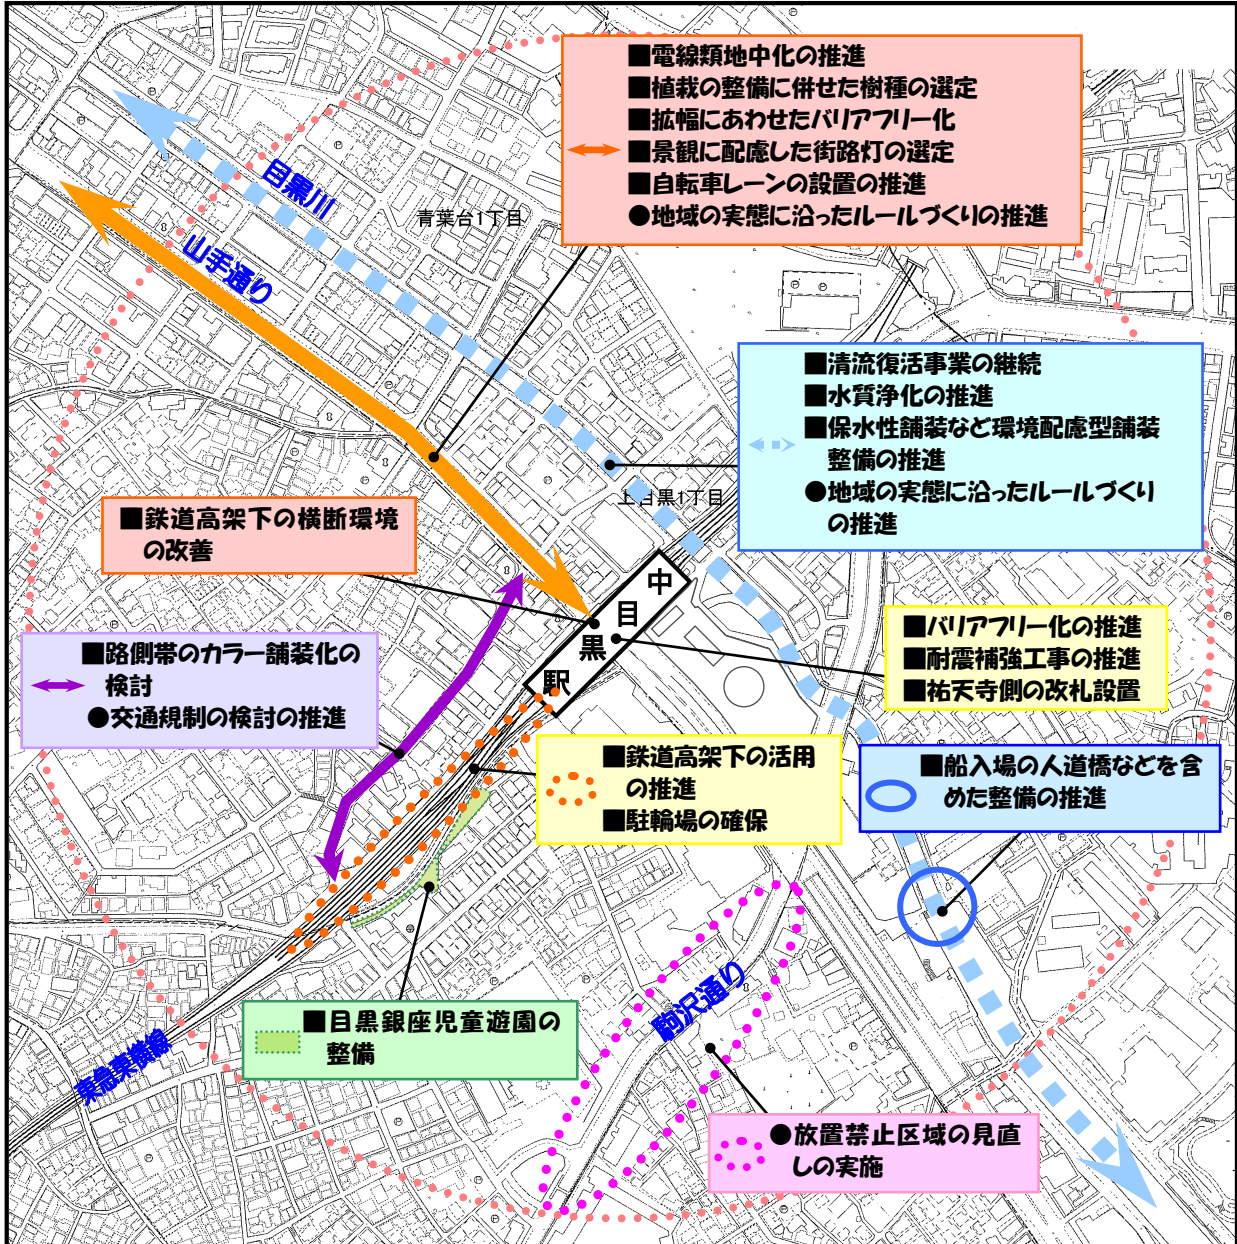 ■電線類地中化の推進
■植栽の整備に併せた樹種の選定
■拡幅にあわせたバリアフリー化
■景観に配慮した街路灯の選定
■自転車レーンの設置の推進
●地域の実態に沿ったルールづくりの推進
目黒川
青葉台1丁目
山手通り
■清流復活事業の継続
■水質浄化の推進
■保水性舗装など環境配慮型舗装
整備の推進
●地域の実態に沿ったルールづくり
の推進
上目黒1丁目
■鉄道高架下の横断環境
の改善
中目黒駅
■バリアフリー化の推進
■耐震補強工事の推進
■祐天寺側の改札設置
■路側帯のカラー舗装化の
検討
●交通規制の検討の推進
■鉄道高架下の活用
の推進
■駐輪場の確保
■船入場の人道橋などを含
めた整備の推進
駒沢通り
■目黒銀座児童遊園の
整備
東急東横線
●放置禁止区域の見直
しの実施